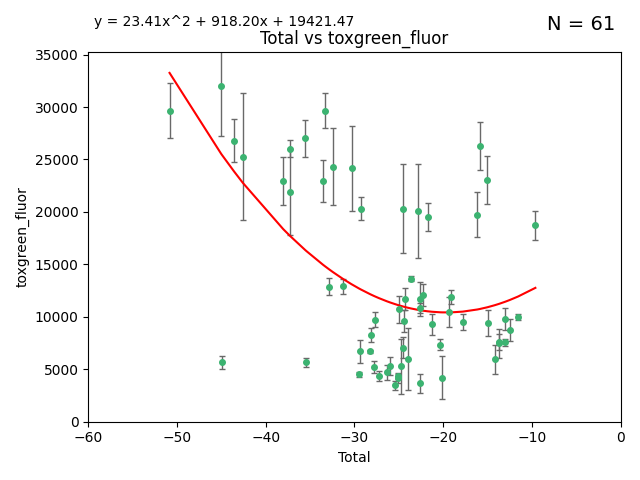 y = 23.41x^2 + 918.20x + 19421.47
N = 61
Total vs toxgreen_fluor
35000
30000
25000
20000
15000
10000
5000
0
toxgreen_fluor
−60 −50 −40 −30 −20 −10 0
Total